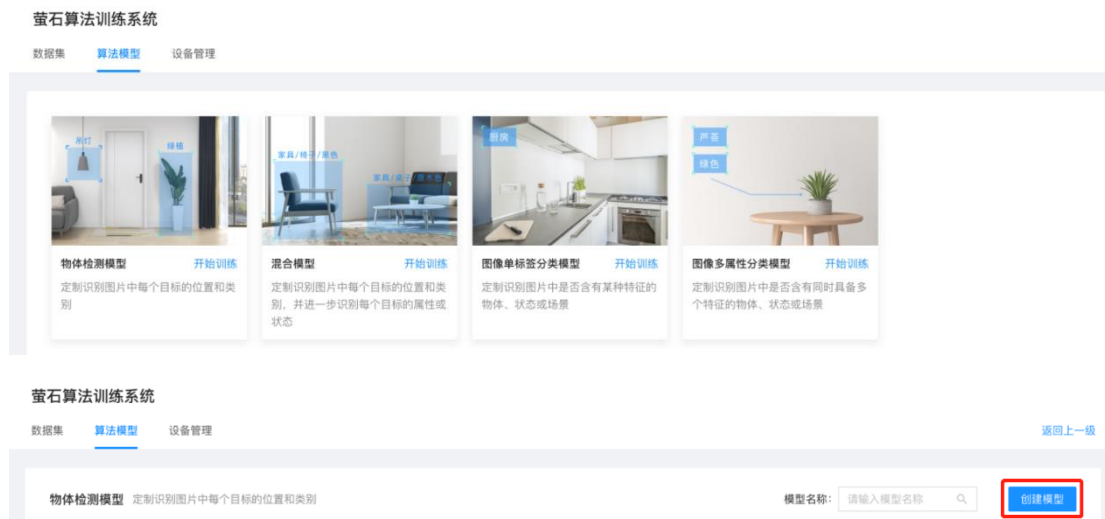 萤石算法训练系统
数据集 算法模型 设备管理
吊灯
绿植
家具/椅子/黑色
家具/桌子/原木色
厨房
芦荟
绿色
物体检测模型 开始训练
定制识别图片中每个目标的位置和类
别
混合模型 开始训练
定制识别图片中每个目标的位置和类
别，并进一步识别每个目标的属性或
状态
图像单标签分类模型 开始训练
定制识别图片中是否含有某种特征的
物体、状态或场景
图像多属性分类模型 开始训练
定制识别图片中是否含有同时具备多
个特征的物体、状态或场景
萤石算法训练系统
数据集 算法模型 设备管理 返回上一级
物体检测模型 定制识别图片中每个目标的位置和类别 模型名称: 请输入模型名称 创建模型